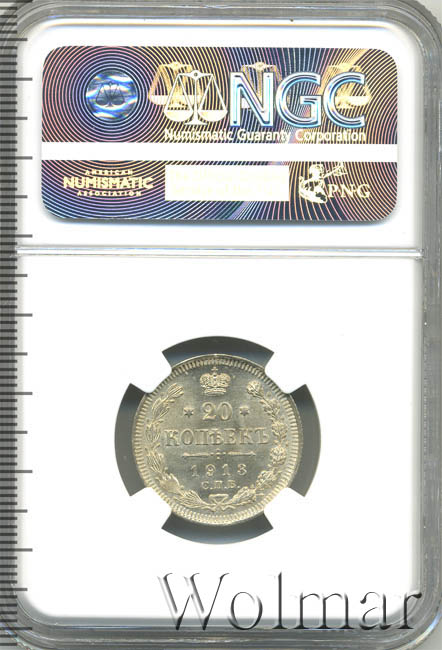 NGC
Numismatic Guaranty Corporation
AMERICAN
NUMISMATIC
ASSOCIATION
PNG
20
КОПѢЕКЪ
1913
С.П.Б.
Wolmar